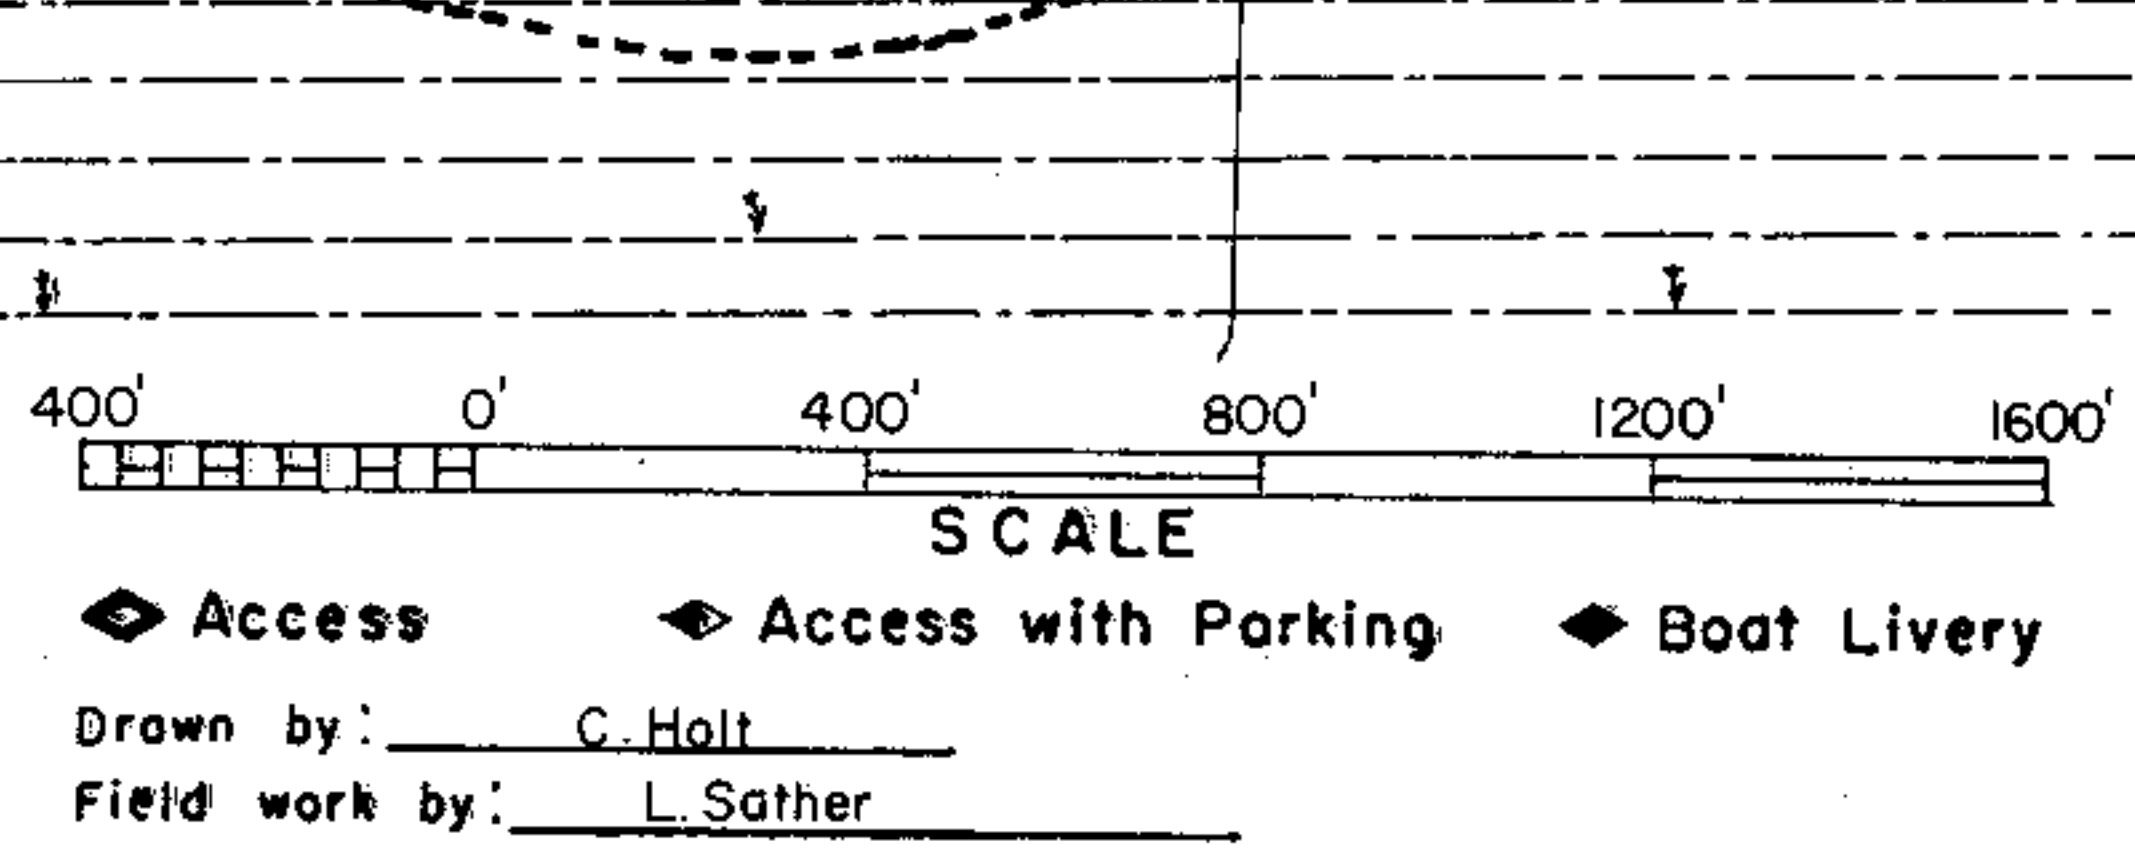 400' 0' 400' 800' 1200' 1600'
SCALE
Access Access with Parking Boat Livery
Drawn by: C. Holt
Field work by: L. Sather